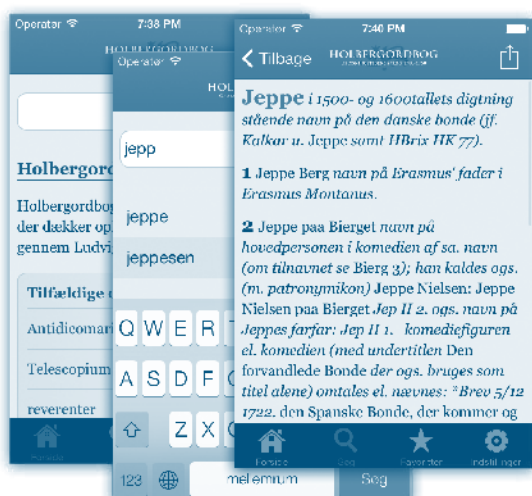 Operatør 7:38 PM
HOLBERGORDBOG
Holbergord
Holbergordbog
der dækker op
gennem Ludvig
Tilfældige
Antidicomar
Telescopium
reverenter
Forside
Operatør
HOL
jepp
jeppe
jeppesen
Q W E R T
A S D F
Z X
123 mellemrum Søg
Operatør 7:40 PM
Tilbage HOLBERGORDBOG
Jeppe i 1500- og 1600tallets digtning
stående navn på den danske bonde (jf.
Kalkar u. Jeppe samt HBrix HK 77).
1 Jeppe Berg navn på Erasmus' fader i
Erasmus Montanus.
2 Jeppe paa Bierget navn på
hovedpersonen i komedien af sa. navn
(om tilnavnet se Bierg 3); han kaldes ogs.
(m. patronymikon) Jeppe Nielsen: Jeppe
Nielsen paa Bierget Jep II 2. ogs. navn på
Jeppes farfar: Jep II 1. komediefiguren
el. komedien (med undertitlen Den
forvandlede Bonde der ogs. bruges som
titel alene) omtales el. nævnes: *Brev 5/12
1722. den Spanske Bonde, der kommer og
Forside Søg Favoritter Indstillinger